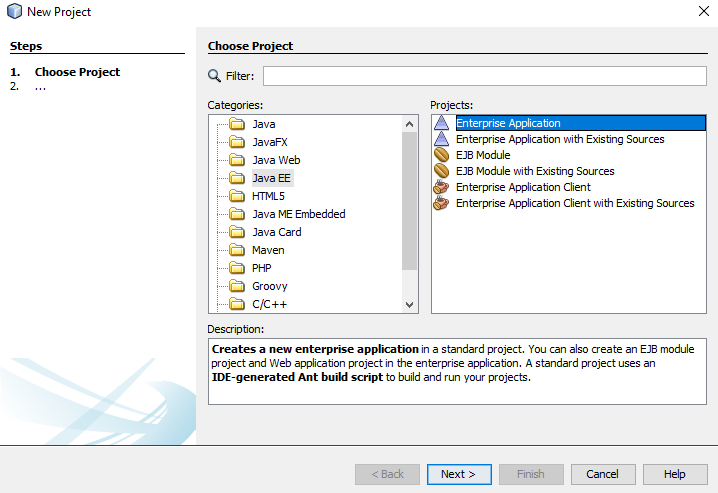 New Project
Steps
1. Choose Project
2. ...
Choose Project
Filter:
Categories:
Java
JavaFX
Java Web
Java EE
HTML5
Java ME Embedded
Java Card
Maven
PHP
Groovy
C/C++
Projects:
Enterprise Application
Enterprise Application with Existing Sources
EJB Module
EJB Module with Existing Sources
Enterprise Application Client
Enterprise Application Client with Existing Sources
Description:
Creates a new enterprise application in a standard project. You can also create an EJB module
project and Web application project in the enterprise application. A standard project uses an
IDE-generated Ant build script to build and run your projects.
< Back
Next >
Finish
Cancel
Help